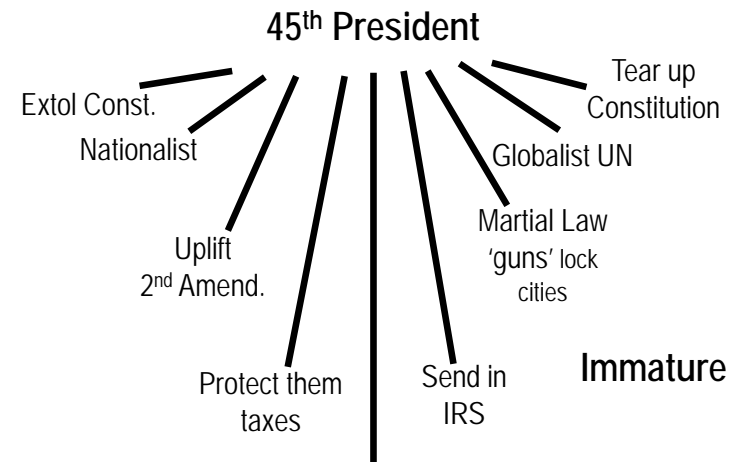 45th President
Extol Const.
Nationalist
Uplift
2nd Amend.
Protect them
taxes
Tear up
Constitution
Globalist UN
Martial Law
'guns' lock
cities
Send in
IRS
Immature